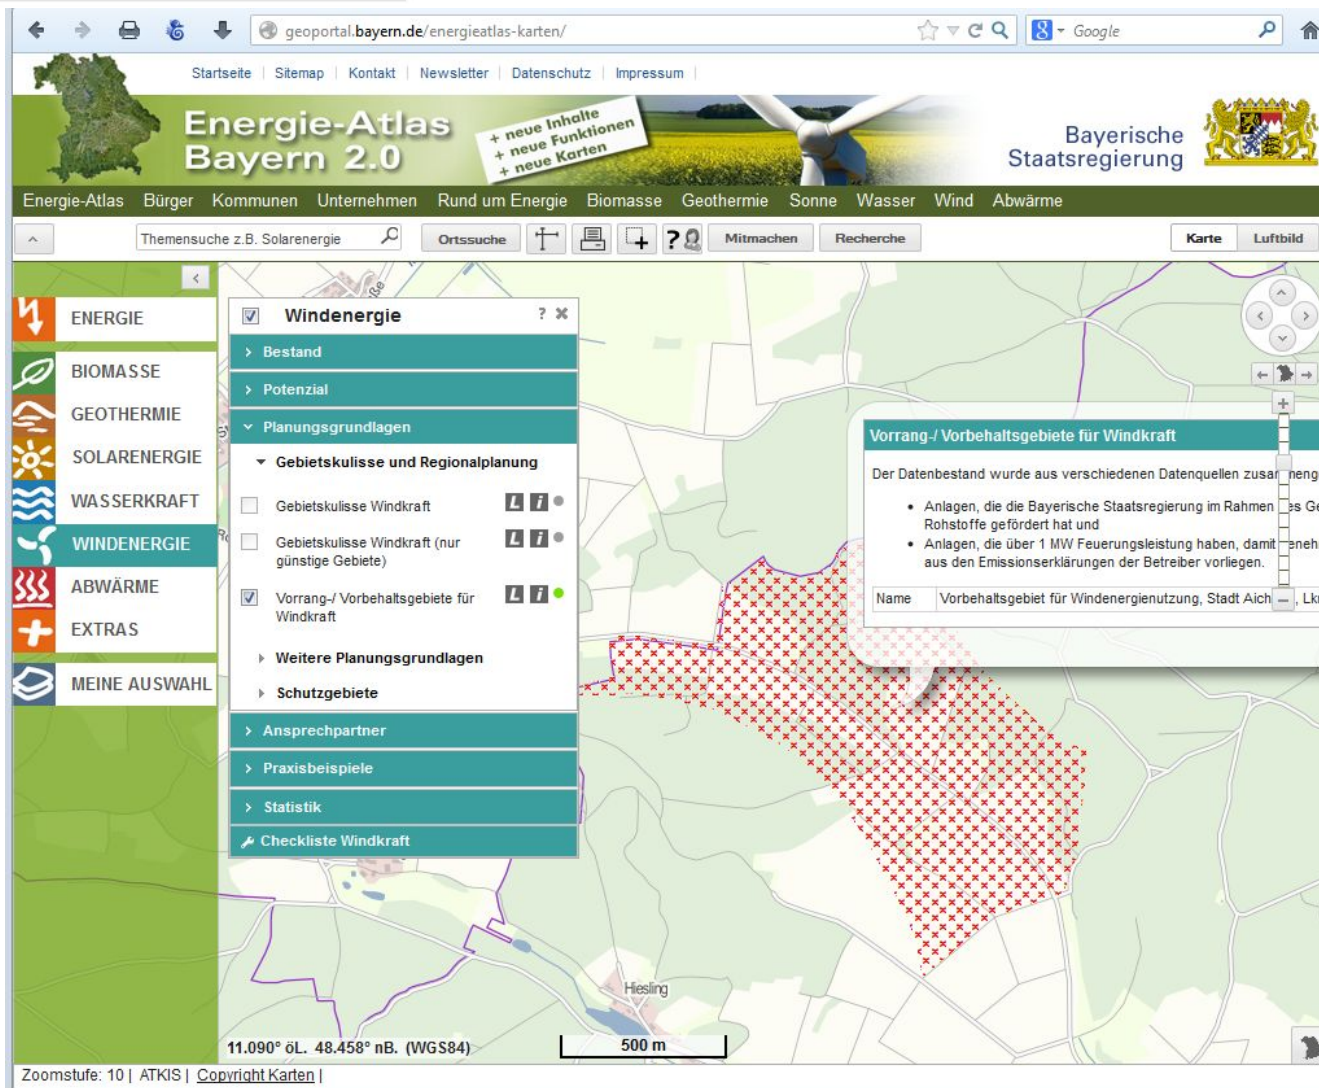 geoportal.bayern.de/energieatlas-karten/
Google
Startseite | Sitemap | Kontakt | Newsletter | Datenschutz | Impressum |
Energie-Atlas
Bayern 2.0
+ neue Inhalte
+ neue Funktionen
+ neue Karten
Bayerische
Staatsregierung
Energie-Atlas Bürger Kommunen Unternehmen Rund um Energie Biomasse Geothermie Sonne Wasser Wind Abwärme
Themensuche z.B. Solarenergie Ortssuche Mitmachen Recherche Karte Luftbild
ENERGIE
BIOMASSE
GEOTHERMIE
SOLARENERGIE
WASSERKRAFT
WINDENERGIE
ABWÄRME
EXTRAS
MEINE AUSWAHL
Windenergie ?
Bestand
Potenzial
Planungsgrundlagen
Gebietskulisse und Regionalplanung
Gebietskulisse Windkraft L i
Gebietskulisse Windkraft (nur L i
günstige Gebiete)
Vorrang-/ Vorbehaltsgebiete für L i
Windkraft
Weitere Planungsgrundlagen
Schutzgebiete
Ansprechpartner
Praxisbeispiele
Statistik
Checkliste Windkraft
Vorrang-/ Vorbehaltsgebiete für Windkraft
Der Datenbestand wurde aus verschiedenen Datenquellen
• Anlagen, die die Bayerische Staatsregierung im Rahmen
Rohstoffe gefördert hat und
• Anlagen, die über 1 MW Feuerungsleistung haben, damit
aus den Emissionserklärungen der Betreiber vorliegen.
Name Vorbehaltsgebiet für Windenergienutzung, Stadt
Hiesling
11.090° öL. 48.458° nB. (WGS84)
500 m
Zoomstufe: 10 | ATKIS | Copyright Karten |